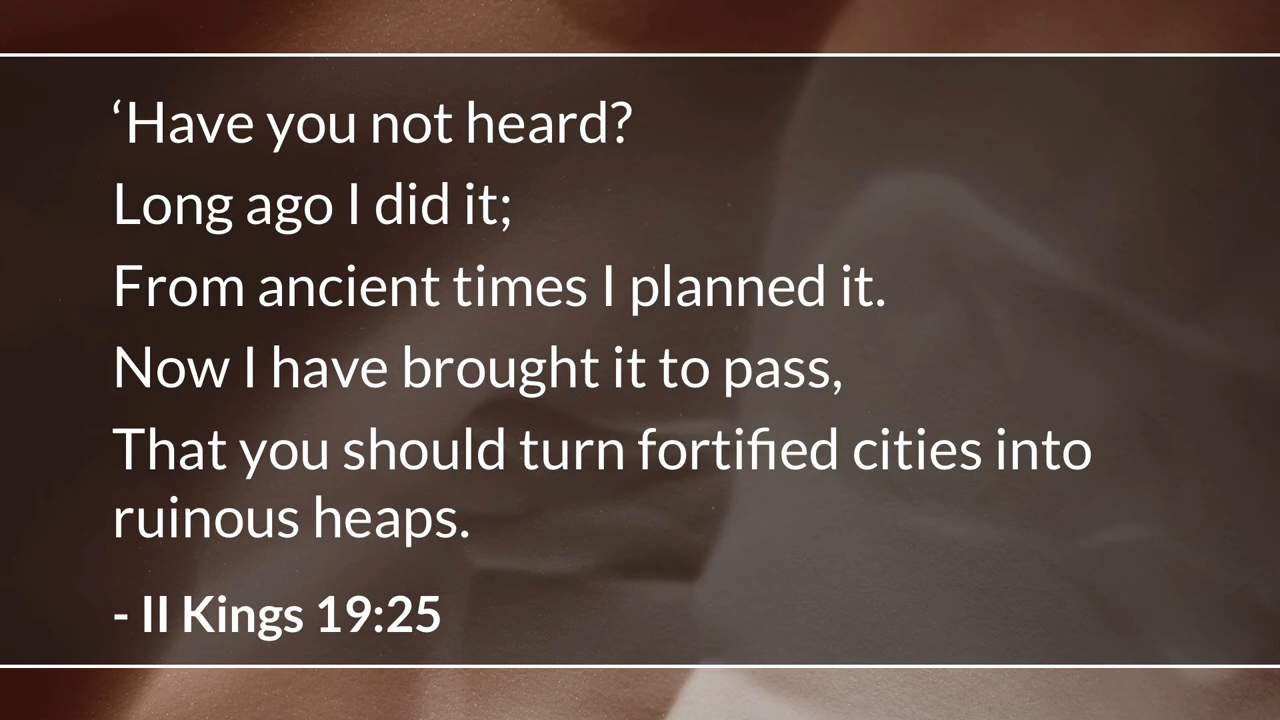 ‘Have you not heard?
Long ago I did it;
From ancient times I planned it.
Now I have brought it to pass,
That you should turn fortified cities into
ruinous heaps.
- II Kings 19:25